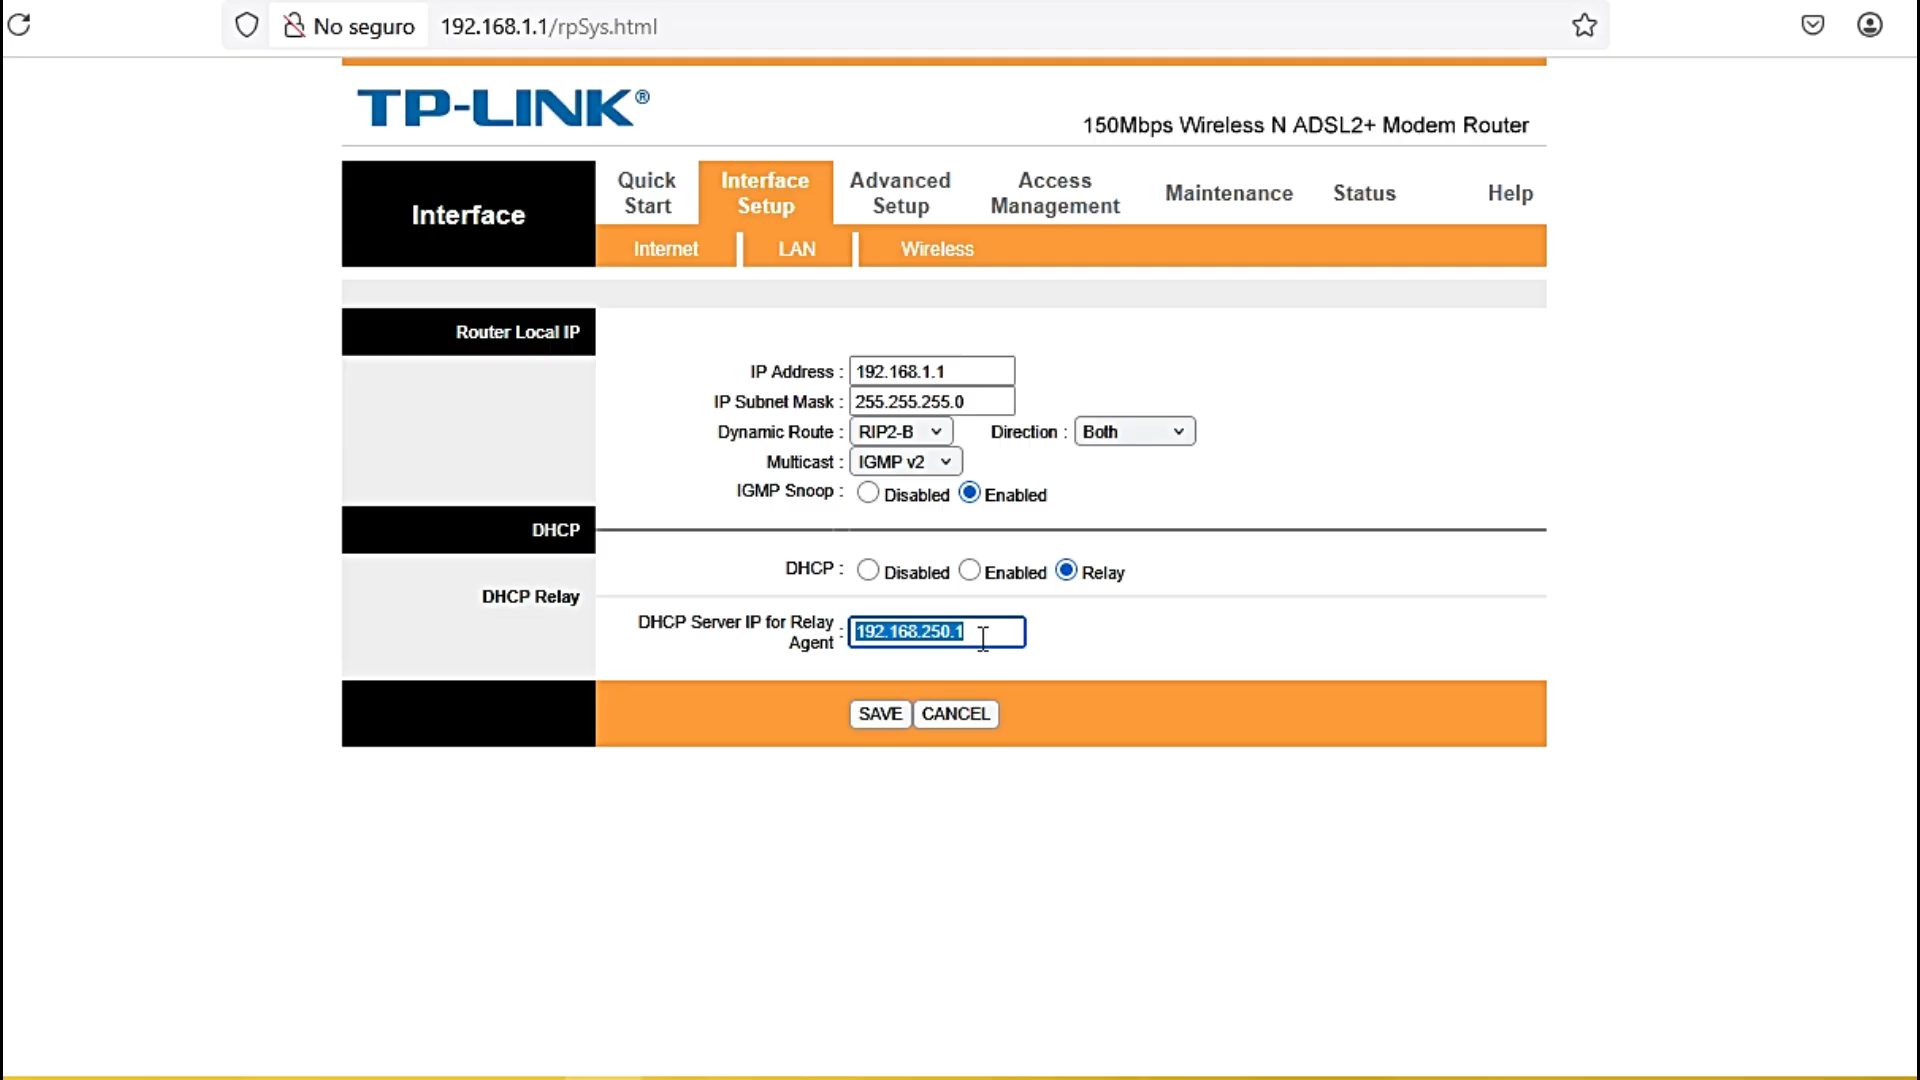 No seguro 192.168.1.1/rpSys.html
TP-LINK®
150Mbps Wireless N ADSL2+ Modem Router
Interface
Quick Start
Interface Setup
Advanced Setup
Access Management
Maintenance
Status
Help
Internet
LAN
Wireless
Router Local IP
IP Address : 192.168.1.1
IP Subnet Mask : 255.255.255.0
Dynamic Route : RIP2-B Direction : Both
Multicast : IGMP v2
IGMP Snoop : Disabled Enabled
DHCP
DHCP : Disabled Enabled Relay
DHCP Relay
DHCP Server IP for Relay
Agent : 192.168.250.1
SAVE CANCEL